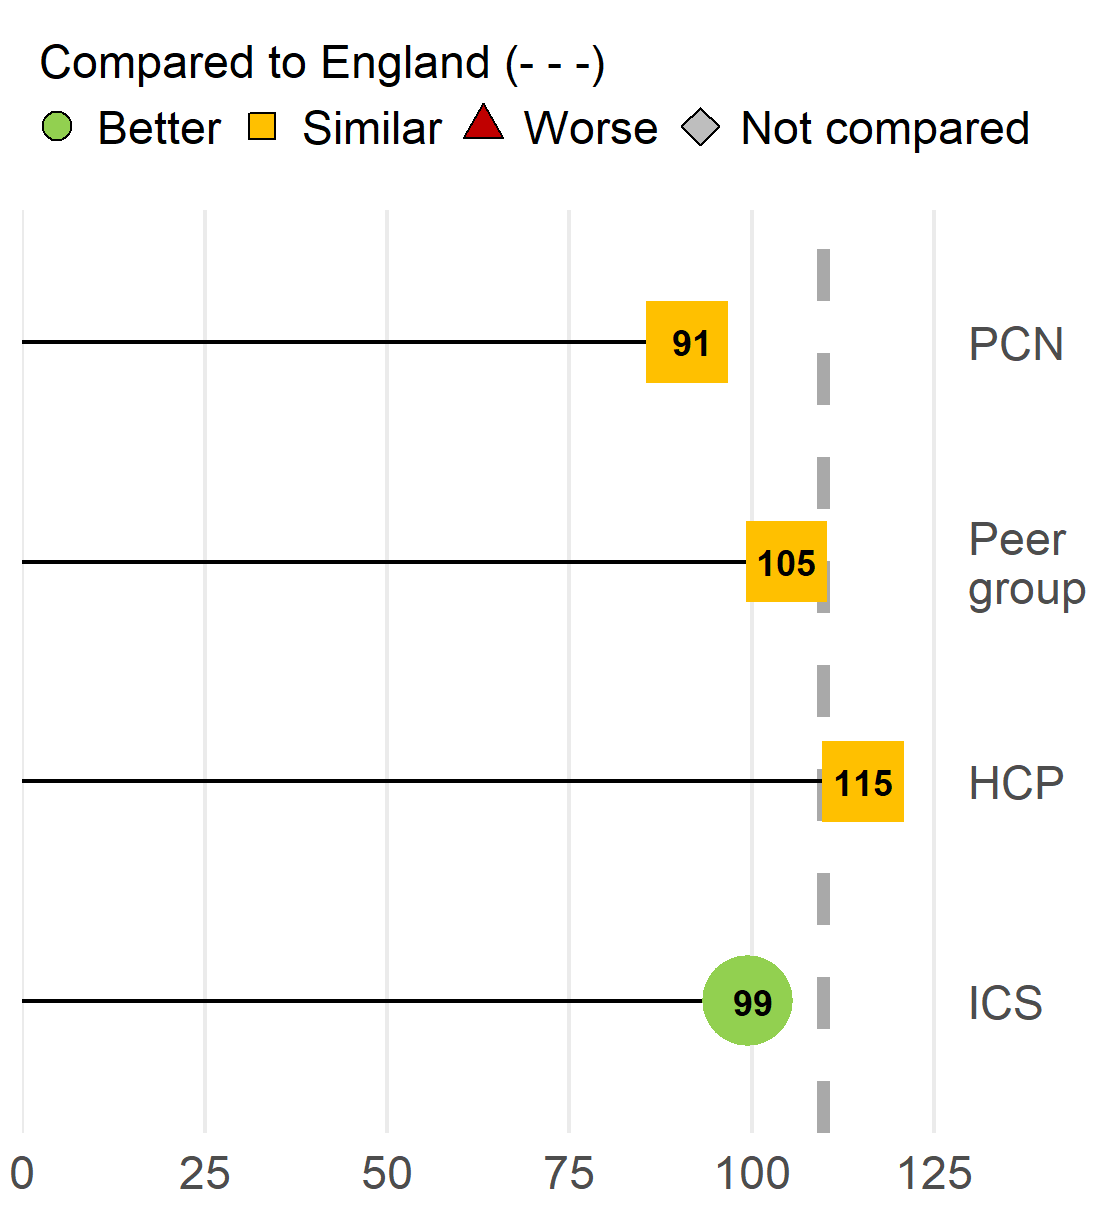 Compared to England (- - -)
Better Similar Worse Not compared
91 PCN
105 Peer
group
115 HCP
99 ICS
0 25 50 75 100 125